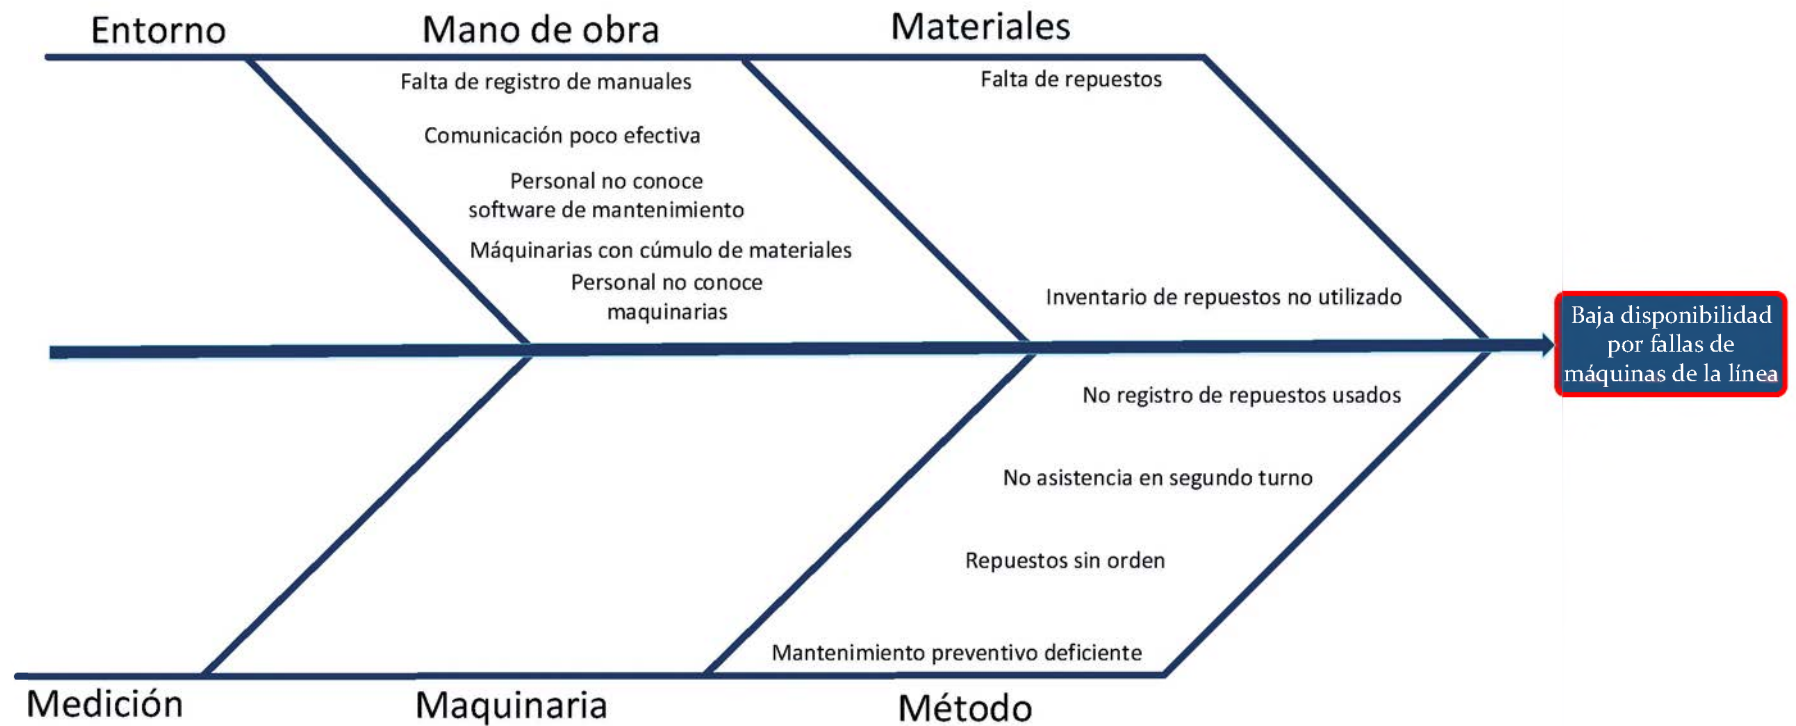 Entorno
Mano de obra
Materiales
Falta de registro de manuales
Comunicación poco efectiva
Personal no conoce
software de mantenimiento
Máquinarias con cúmulo de materiales
Personal no conoce
maquinarias
Falta de repuestos
Inventario de repuestos no utilizado
Baja disponibilidad
por fallas de
máquinas de la línea
No registro de repuestos usados
No asistencia en segundo turno
Repuestos sin orden
Mantenimiento preventivo deficiente
Medición
Maquinaria
Método